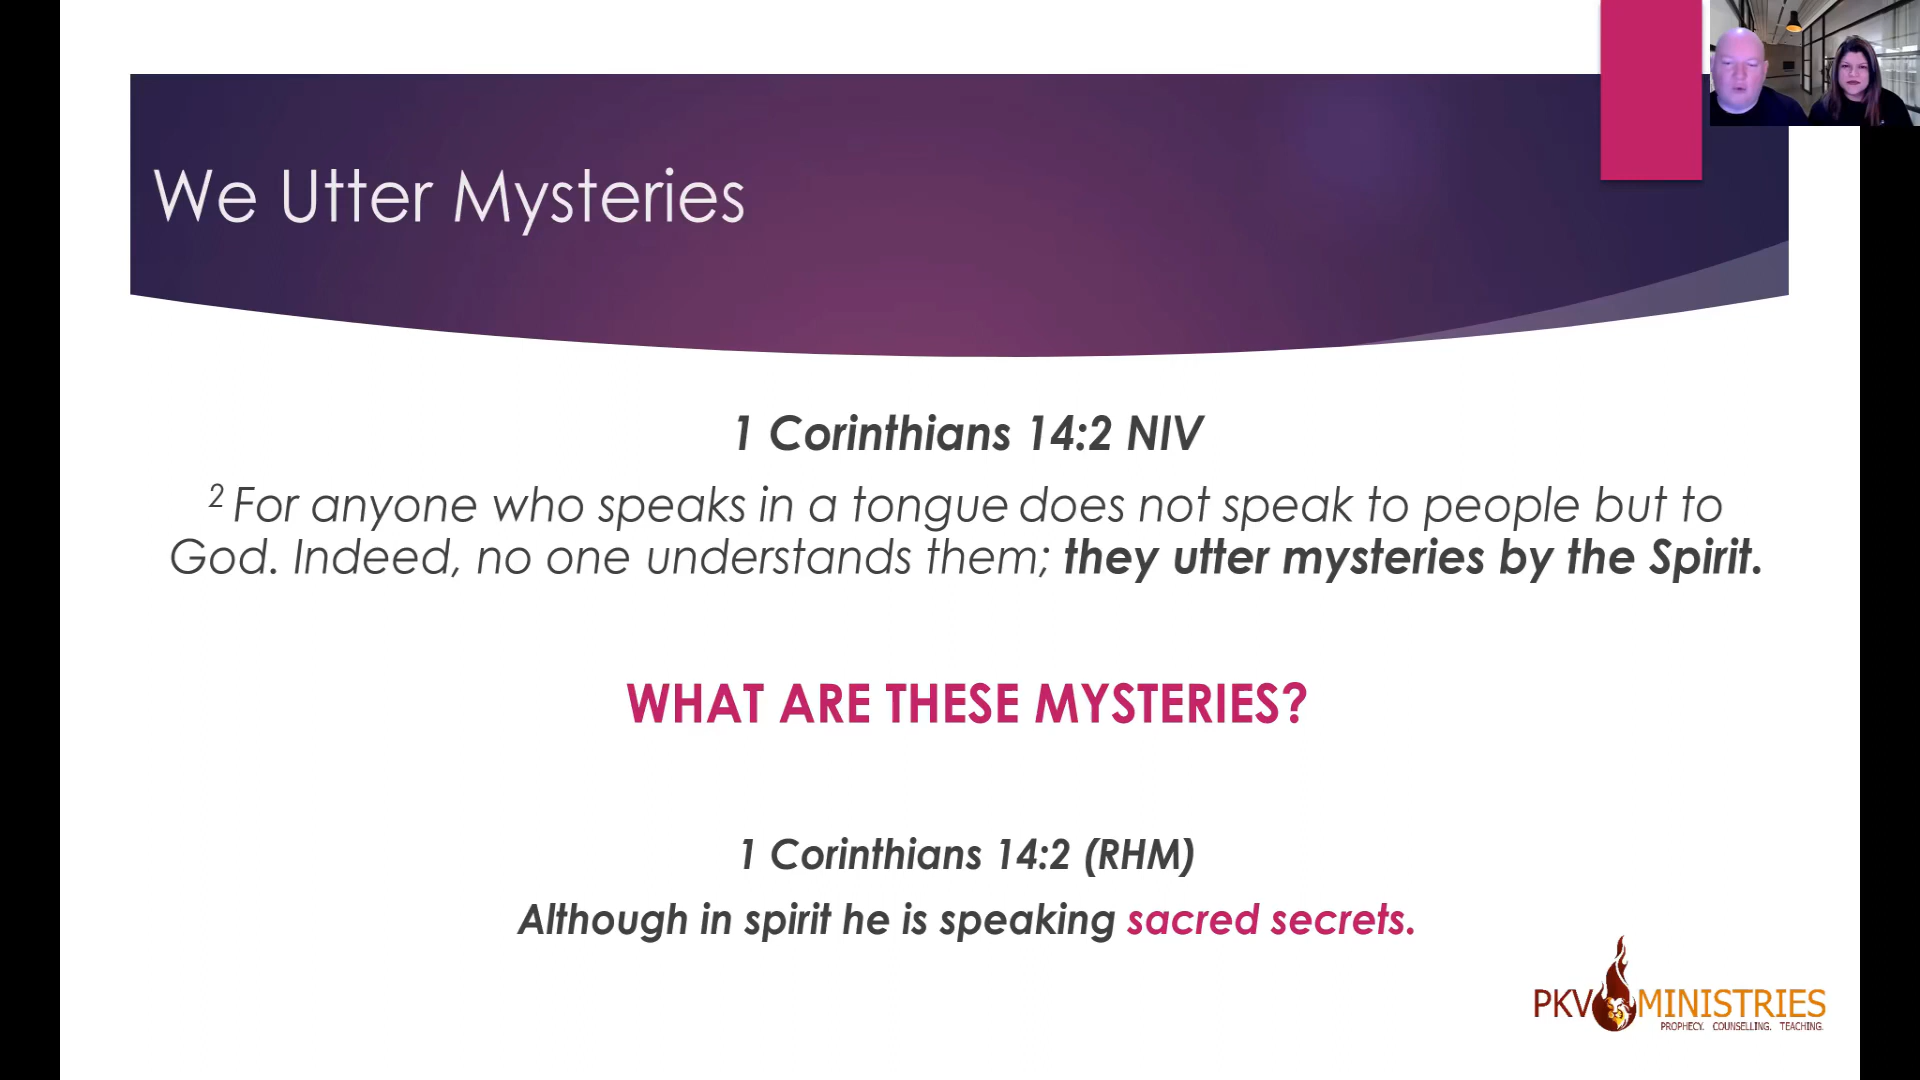 We Utter Mysteries
1 Corinthians 14:2 NIV
2 For anyone who speaks in a tongue does not speak to people but to
God. Indeed, no one understands them; they utter mysteries by the Spirit.
WHAT ARE THESE MYSTERIES?
1 Corinthians 14:2 (RHM)
Although in spirit he is speaking sacred secrets.
PKV MINISTRIES
PROPHECY. COUNSELLING. TEACHING.